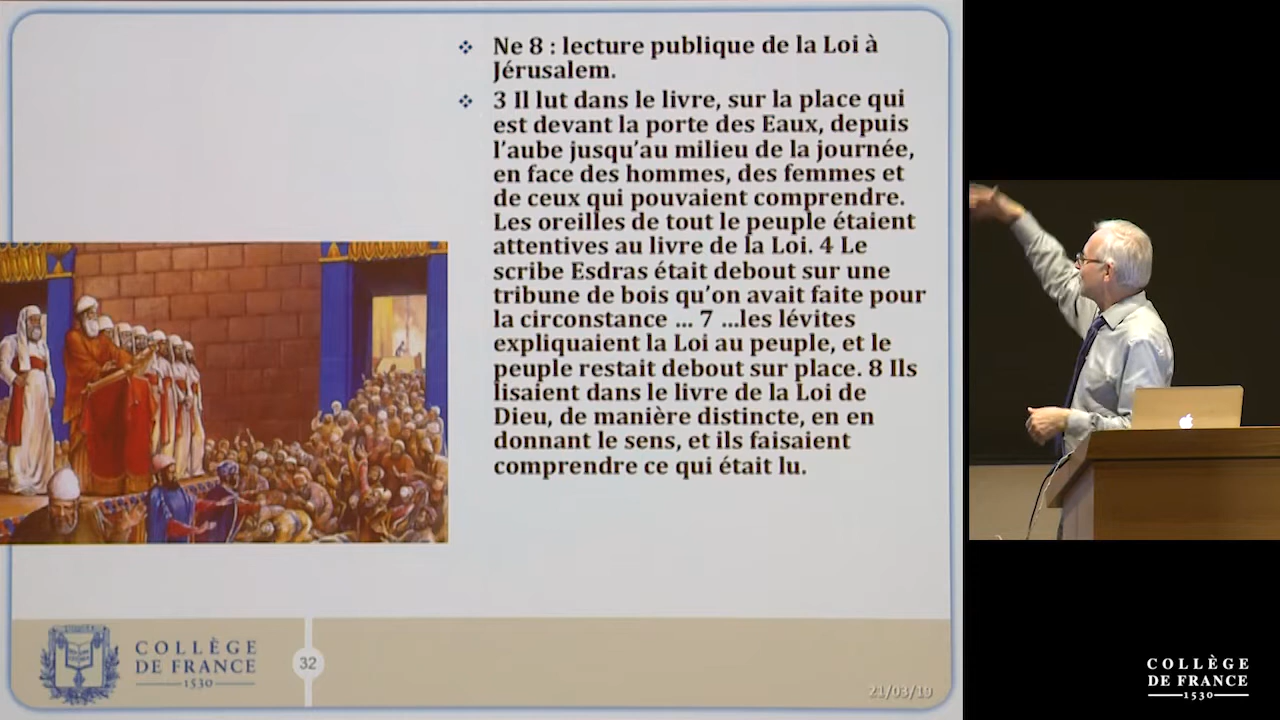 Ne 8 : lecture publique de la Loi à
Jérusalem.
3 Il lut dans le livre, sur la place qui
est devant la porte des Eaux, depuis
l’aube jusqu’au milieu de la journée,
en face des hommes, des femmes et
de ceux qui pouvaient comprendre.
Les oreilles de tout le peuple étaient
attentives au livre de la Loi. 4 Le
scribe Esdras était debout sur une
tribune de bois qu’on avait faite pour
la circonstance ... 7 ...les lévites
expliquaient la Loi au peuple, et le
peuple restait debout sur place. 8 Ils
lisaient dans le livre de la Loi de
Dieu, de manière distincte, en en
donnant le sens, et ils faisaient
comprendre ce qui était lu.
COLLÈGE
DE FRANCE
1530
32
21/03/19
COLLÈGE
DE FRANCE
1530